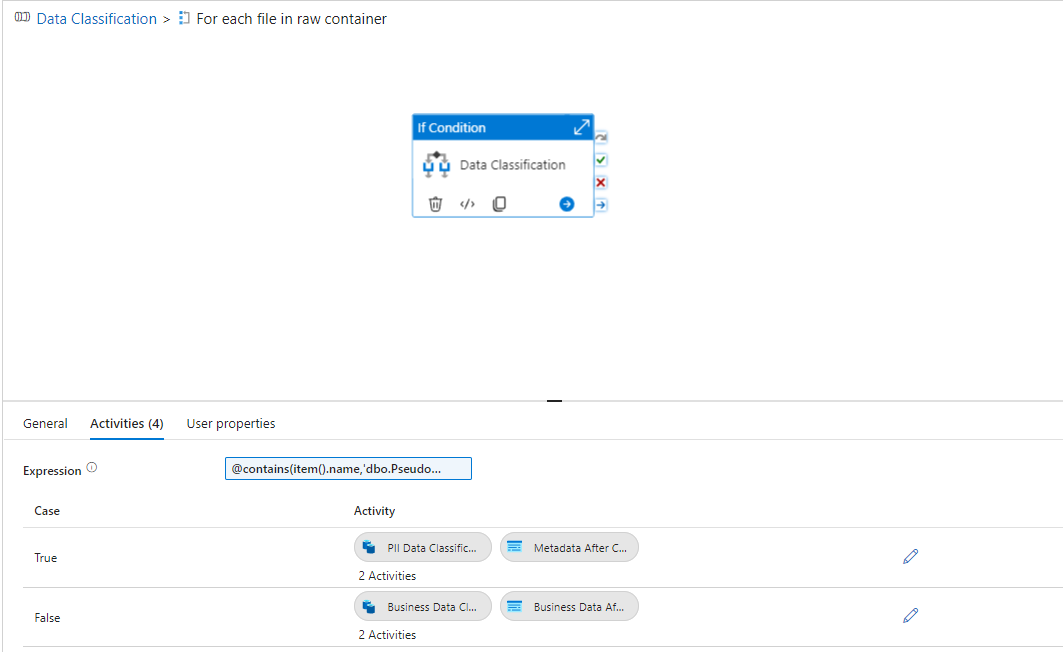 Data Classification > For each file in raw container
If Condition
Data Classification
General Activities (4) User properties
Expression @contains(item().name,'dbo.Pseudo...
Case Activity
True PII Data Classific... Metadata After C...
2 Activities
False Business Data Cl... Business Data Af...
2 Activities